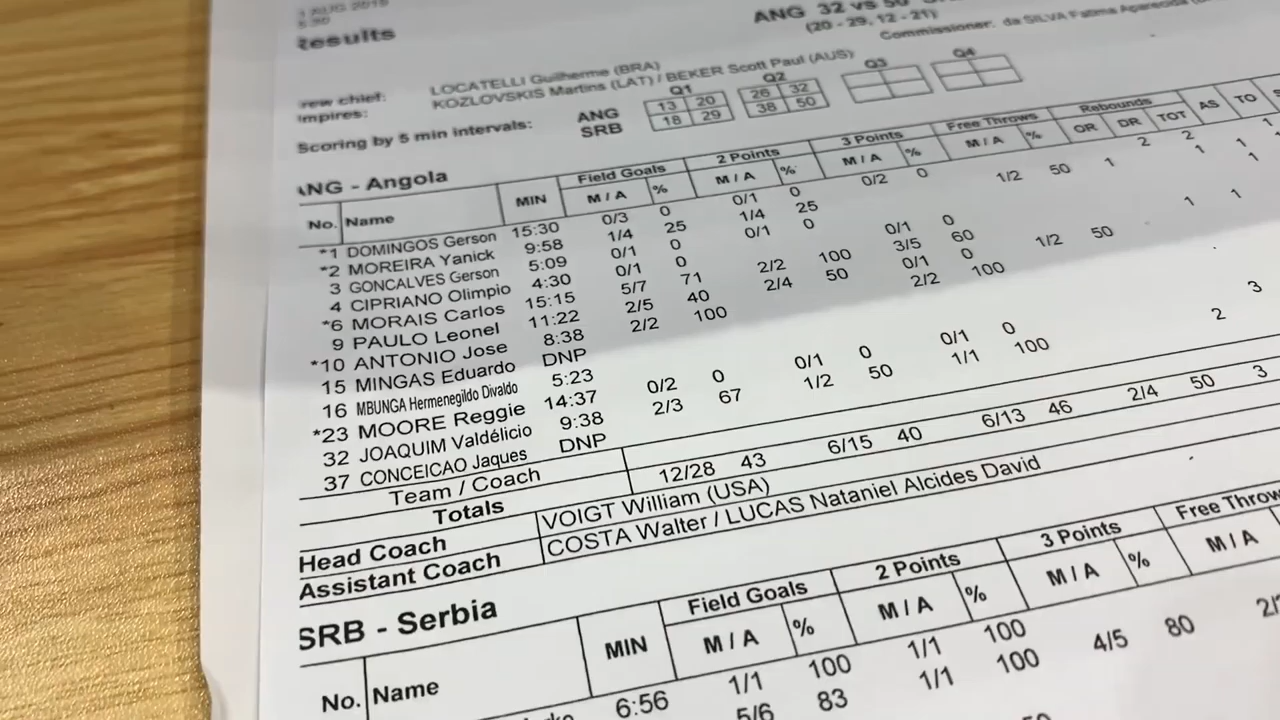 AUG 2019
Results
ANG 32 vs 50
(20 - 29, 12 - 21)
Commissioner: da SILVA Fatima Aparecida
rew chief: LOCATELLI Guilherme (BRA)
mpires: KOZLOVSKIS Martins (LAT) / BEKER Scott Paul (AUS)
Scoring by 5 min intervals: Q1 Q2 Q3 Q4
ANG 13 20 26 32
SRB 18 29 38 50
ANG - Angola
No. Name MIN Field Goals 2 Points 3 Points Free Throws Rebounds AS TO
M / A % M / A % M / A % M / A % OR DR TOT
*1 DOMINGOS Gerson 15:30 0/3 0 0/1 0 0/2 0 2 2 1
*2 MOREIRA Yanick 9:58 1/4 25 1/4 25 1/2 50 1 1 1
3 GONCALVES Gerson 5:09 0/1 0 0/1 0 1
4 CIPRIANO Olimpio 4:30 0/1 0 0/1 0
*6 MORAIS Carlos 15:15 5/7 71 2/2 100 3/5 60 1 1
9 PAULO Leonel 11:22 2/5 40 2/4 50 0/1 0 1/2 50
*10 ANTONIO Jose 8:38 2/2 100 2/2 100
15 MINGAS Eduardo DNP
16 MBUNGA Hermenegildo Divaldo 5:23
*23 MOORE Reggie 14:37 0/2 0 0/1 0 0/1 0 3
32 JOAQUIM Valdélicio 9:38 2/3 67 1/2 50 1/1 100 2
37 CONCEICAO Jaques DNP
Team / Coach
Totals 12/28 43 6/15 40 6/13 46 2/4 50 3
Head Coach VOIGT William (USA)
Assistant Coach COSTA Walter / LUCAS Nataniel Alcides David
SRB - Serbia
No. Name MIN Field Goals 2 Points 3 Points Free Throw
M / A % M / A % M / A % M / A
6:56 1/1 100 1/1 100
5/6 83 1/1 100 4/5 80